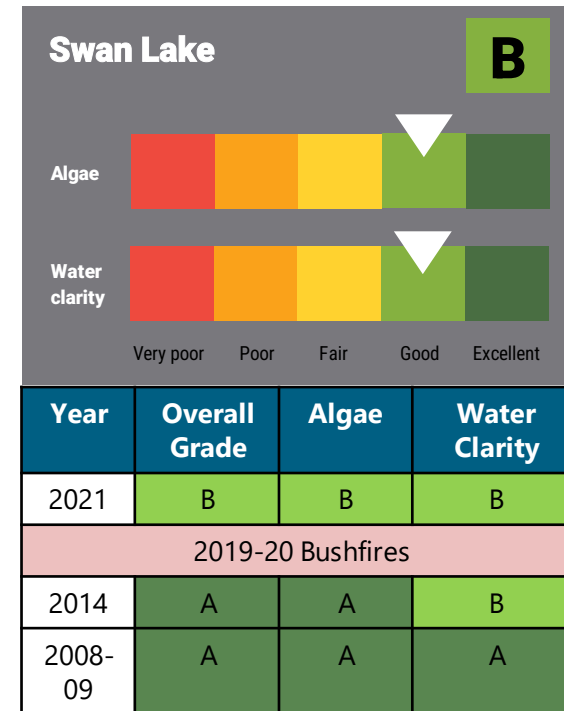 Swan Lake
B
Algae
Water
clarity
Very poor Poor Fair Good Excellent
Year Overall Grade Algae Water Clarity
2021 B B B
2019-20 Bushfires
2014 A A B
2008-09 A A A